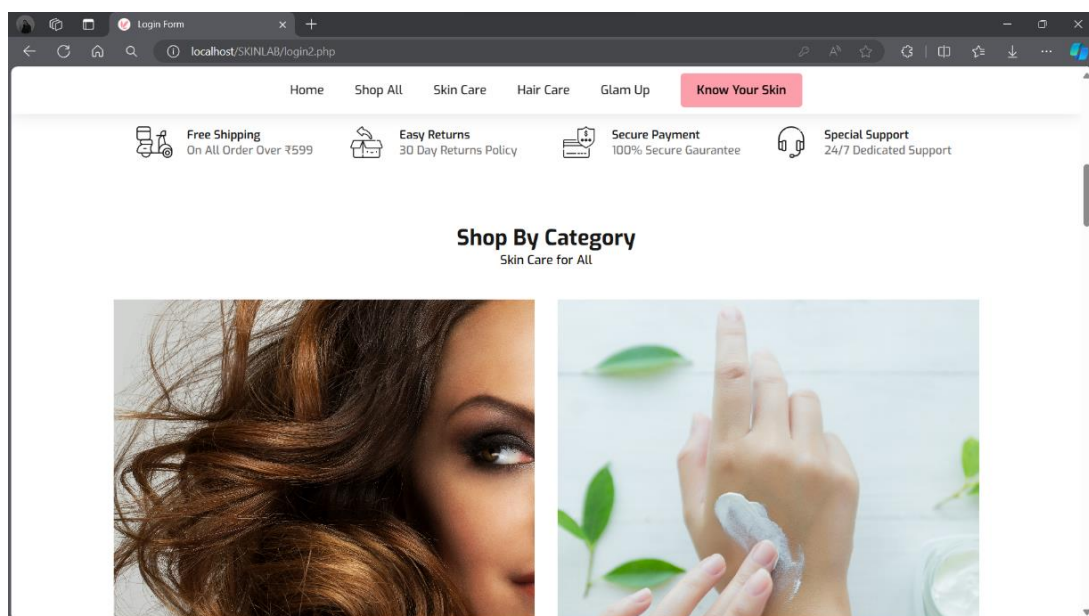 Login Form
localhost/SKINLAB/login2.php
Home Shop All Skin Care Hair Care Glam Up Know Your Skin
Free Shipping Easy Returns Secure Payment Special Support
On All Order Over ₹599 30 Day Returns Policy 100% Secure Gaurantee 24/7 Dedicated Support
Shop By Category
Skin Care for All